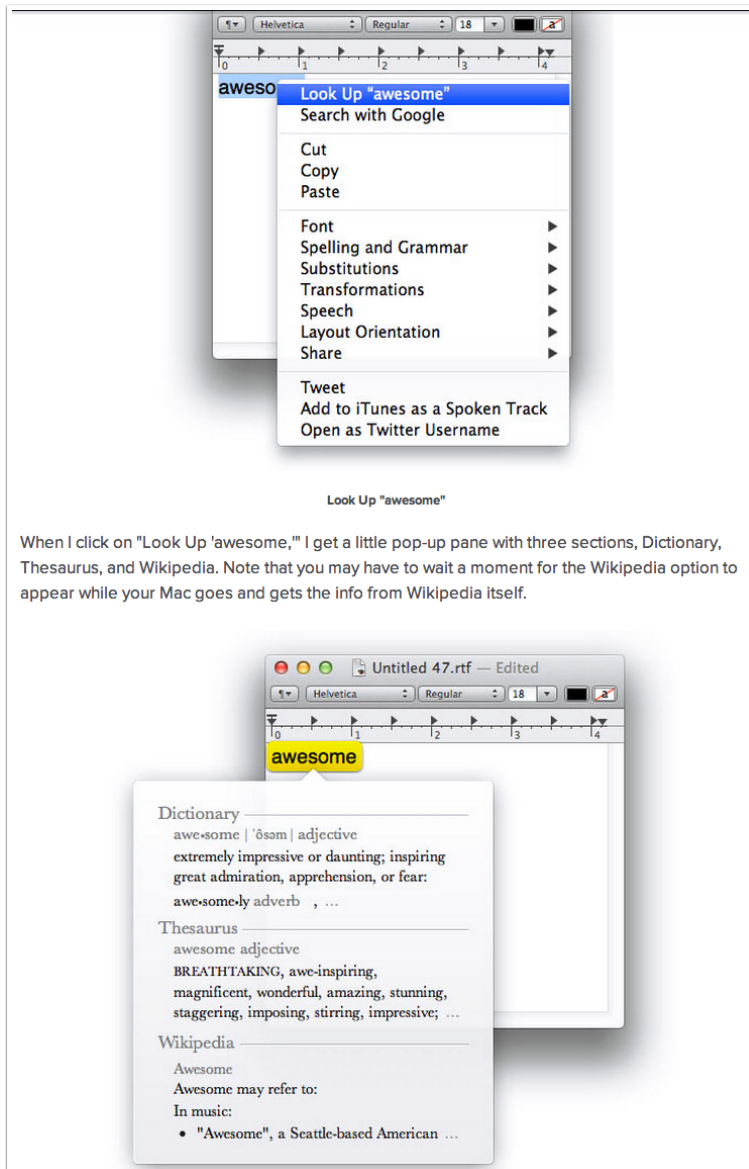 ¶ Helvetica Regular 18 a
0 1 2 3 4
aweso
Look Up “awesome”
Search with Google
Cut
Copy
Paste
Font
Spelling and Grammar
Substitutions
Transformations
Speech
Layout Orientation
Share
Tweet
Add to iTunes as a Spoken Track
Open as Twitter Username
Look Up "awesome"
When I click on "Look Up 'awesome,'" I get a little pop-up pane with three sections, Dictionary,
Thesaurus, and Wikipedia. Note that you may have to wait a moment for the Wikipedia option to
appear while your Mac goes and gets the info from Wikipedia itself.
Untitled 47.rtf — Edited
¶ Helvetica Regular 18 a
0 1 2 3 4
awesome
Dictionary
awe•some | ˈôsəm | adjective
extremely impressive or daunting; inspiring
great admiration, apprehension, or fear:
awe•some•ly adverb , ...
Thesaurus
awesome adjective
BREATHTAKING, awe-inspiring,
magnificent, wonderful, amazing, stunning,
staggering, imposing, stirring, impressive; ...
Wikipedia
Awesome
Awesome may refer to:
In music:
• "Awesome", a Seattle-based American ...